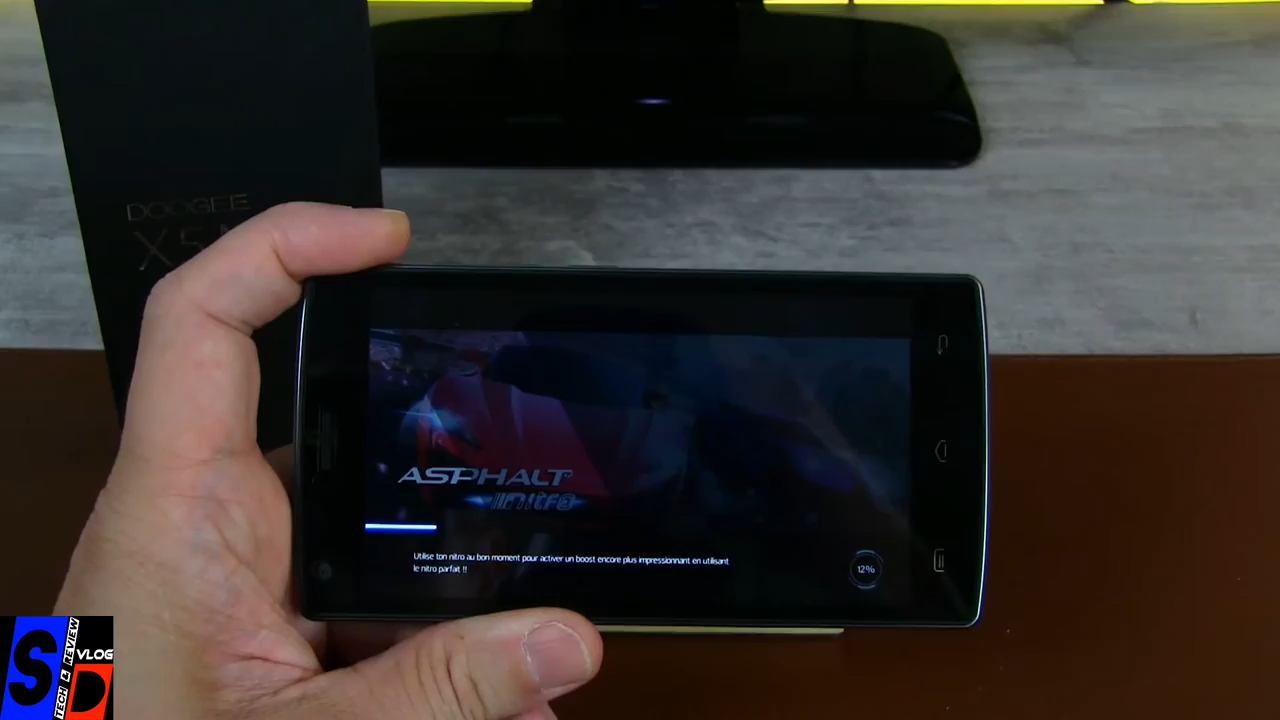 DOOGEE
X5
ASPHALT
nitro
Utilise ton nitro au bon moment pour activer un boost encore plus impressionnant en utilisant
le nitro parfait !!
12%
SD
TECH & REVIEW
VLOG